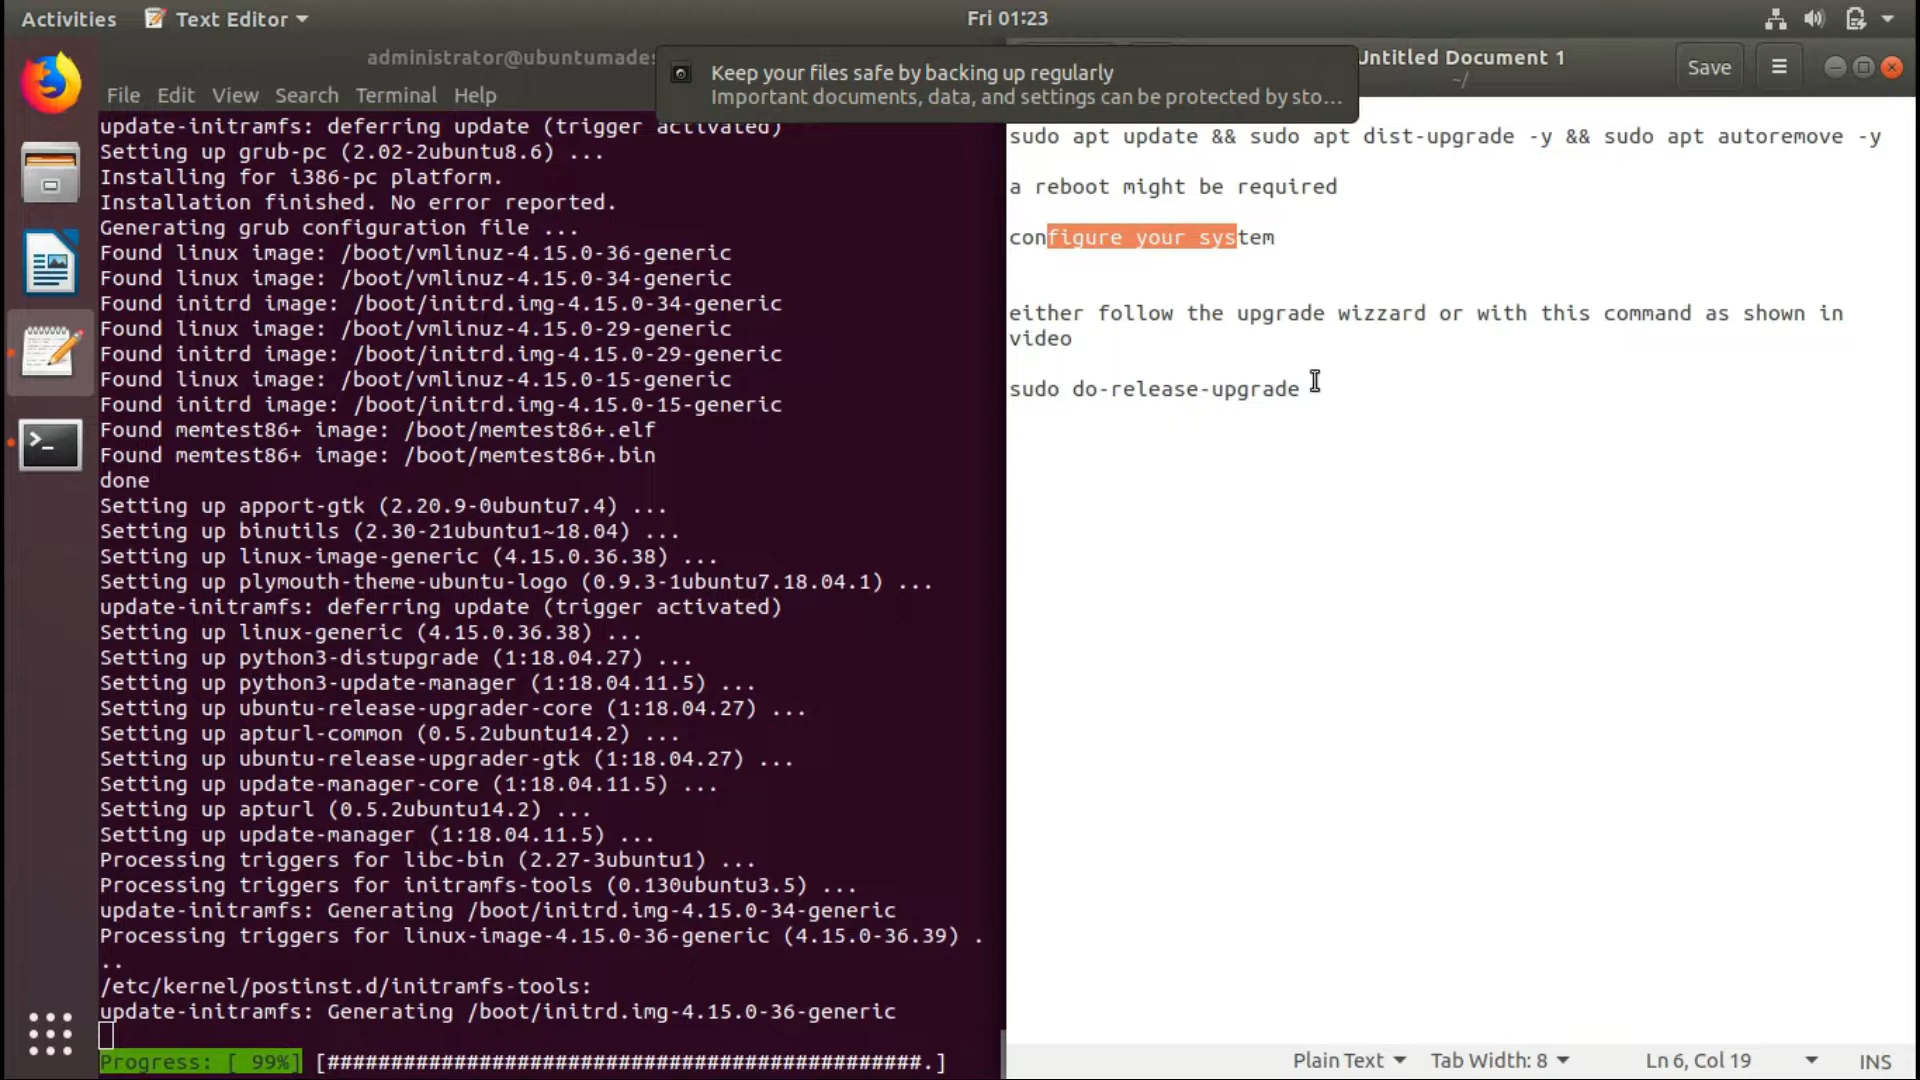 Activities
Text Editor
Fri 01:23
administrator@ubuntumades
File Edit View Search Terminal Help
Keep your files safe by backing up regularly
Important documents, data, and settings can be protected by sto...
Untitled Document 1
~/
Save
update-initramfs: deferring update (trigger activated)
Setting up grub-pc (2.02-2ubuntu8.6) ...
Installing for i386-pc platform.
Installation finished. No error reported.
Generating grub configuration file ...
Found linux image: /boot/vmlinuz-4.15.0-36-generic
Found linux image: /boot/vmlinuz-4.15.0-34-generic
Found initrd image: /boot/initrd.img-4.15.0-34-generic
Found linux image: /boot/vmlinuz-4.15.0-29-generic
Found initrd image: /boot/initrd.img-4.15.0-29-generic
Found linux image: /boot/vmlinuz-4.15.0-15-generic
Found initrd image: /boot/initrd.img-4.15.0-15-generic
Found memtest86+ image: /boot/memtest86+.elf
Found memtest86+ image: /boot/memtest86+.bin
done
Setting up apport-gtk (2.20.9-0ubuntu7.4) ...
Setting up binutils (2.30-21ubuntu1~18.04) ...
Setting up linux-image-generic (4.15.0.36.38) ...
Setting up plymouth-theme-ubuntu-logo (0.9.3-1ubuntu7.18.04.1) ...
update-initramfs: deferring update (trigger activated)
Setting up linux-generic (4.15.0.36.38) ...
Setting up python3-distupgrade (1:18.04.27) ...
Setting up python3-update-manager (1:18.04.11.5) ...
Setting up ubuntu-release-upgrader-core (1:18.04.27) ...
Setting up apturl-common (0.5.2ubuntu14.2) ...
Setting up ubuntu-release-upgrader-gtk (1:18.04.27) ...
Setting up update-manager-core (1:18.04.11.5) ...
Setting up apturl (0.5.2ubuntu14.2) ...
Setting up update-manager (1:18.04.11.5) ...
Processing triggers for libc-bin (2.27-3ubuntu1) ...
Processing triggers for initramfs-tools (0.130ubuntu3.5) ...
update-initramfs: Generating /boot/initrd.img-4.15.0-34-generic
Processing triggers for linux-image-4.15.0-36-generic (4.15.0-36.39) .
..
/etc/kernel/postinst.d/initramfs-tools:
update-initramfs: Generating /boot/initrd.img-4.15.0-36-generic
Progress: [ 99%] [###############################################.]
sudo apt update && sudo apt dist-upgrade -y && sudo apt autoremove -y
a reboot might be required
configure your system
either follow the upgrade wizzard or with this command as shown in
video
sudo do-release-upgrade
Plain Text
Tab Width: 8
Ln 6, Col 19
INS